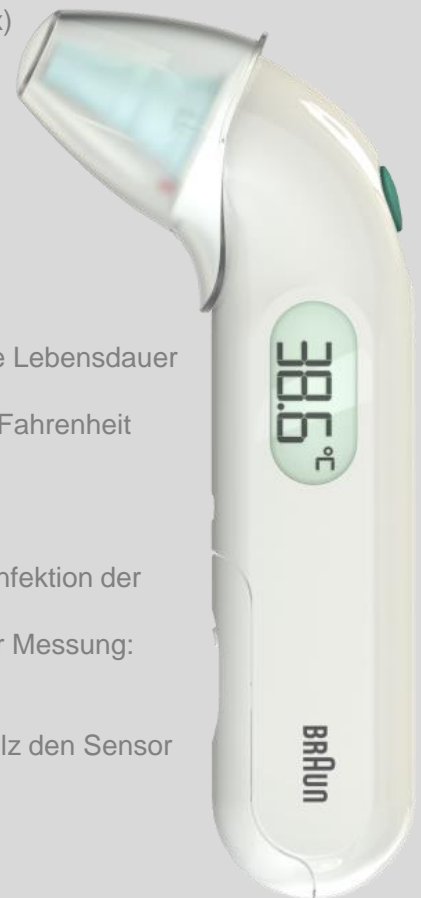 x)
e Lebensdauer
Fahrenheit
nfektion der
r Messung:
lz den Sensor
38.6 °C
BRAUN